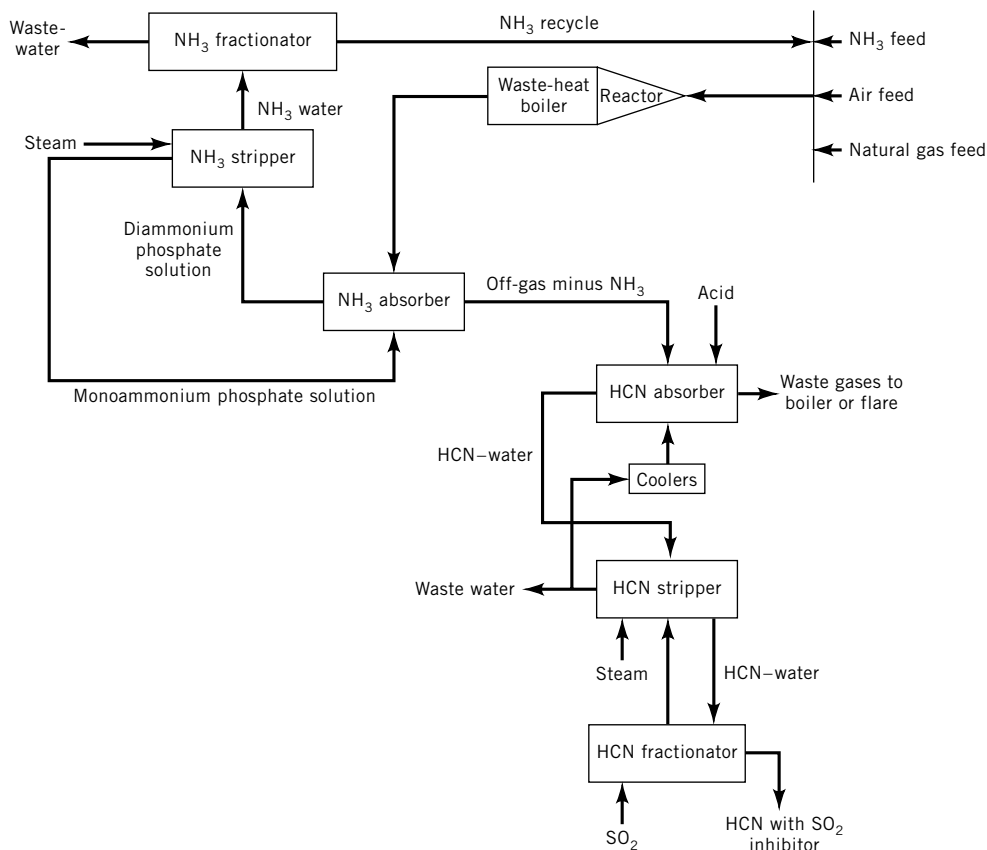 Waste-
water
NH3 fractionator
NH3 recycle
NH3 feed
Waste-heat
boiler
Reactor
Air feed
NH3 water
Steam
NH3 stripper
Natural gas feed
Diammonium
phosphate
solution
NH3 absorber
Off-gas minus NH3
Acid
Monoammonium phosphate solution
HCN absorber
Waste gases to
boiler or flare
HCN–water
Coolers
Waste water
HCN stripper
Steam
HCN–water
HCN fractionator
SO2
HCN with SO2
inhibitor